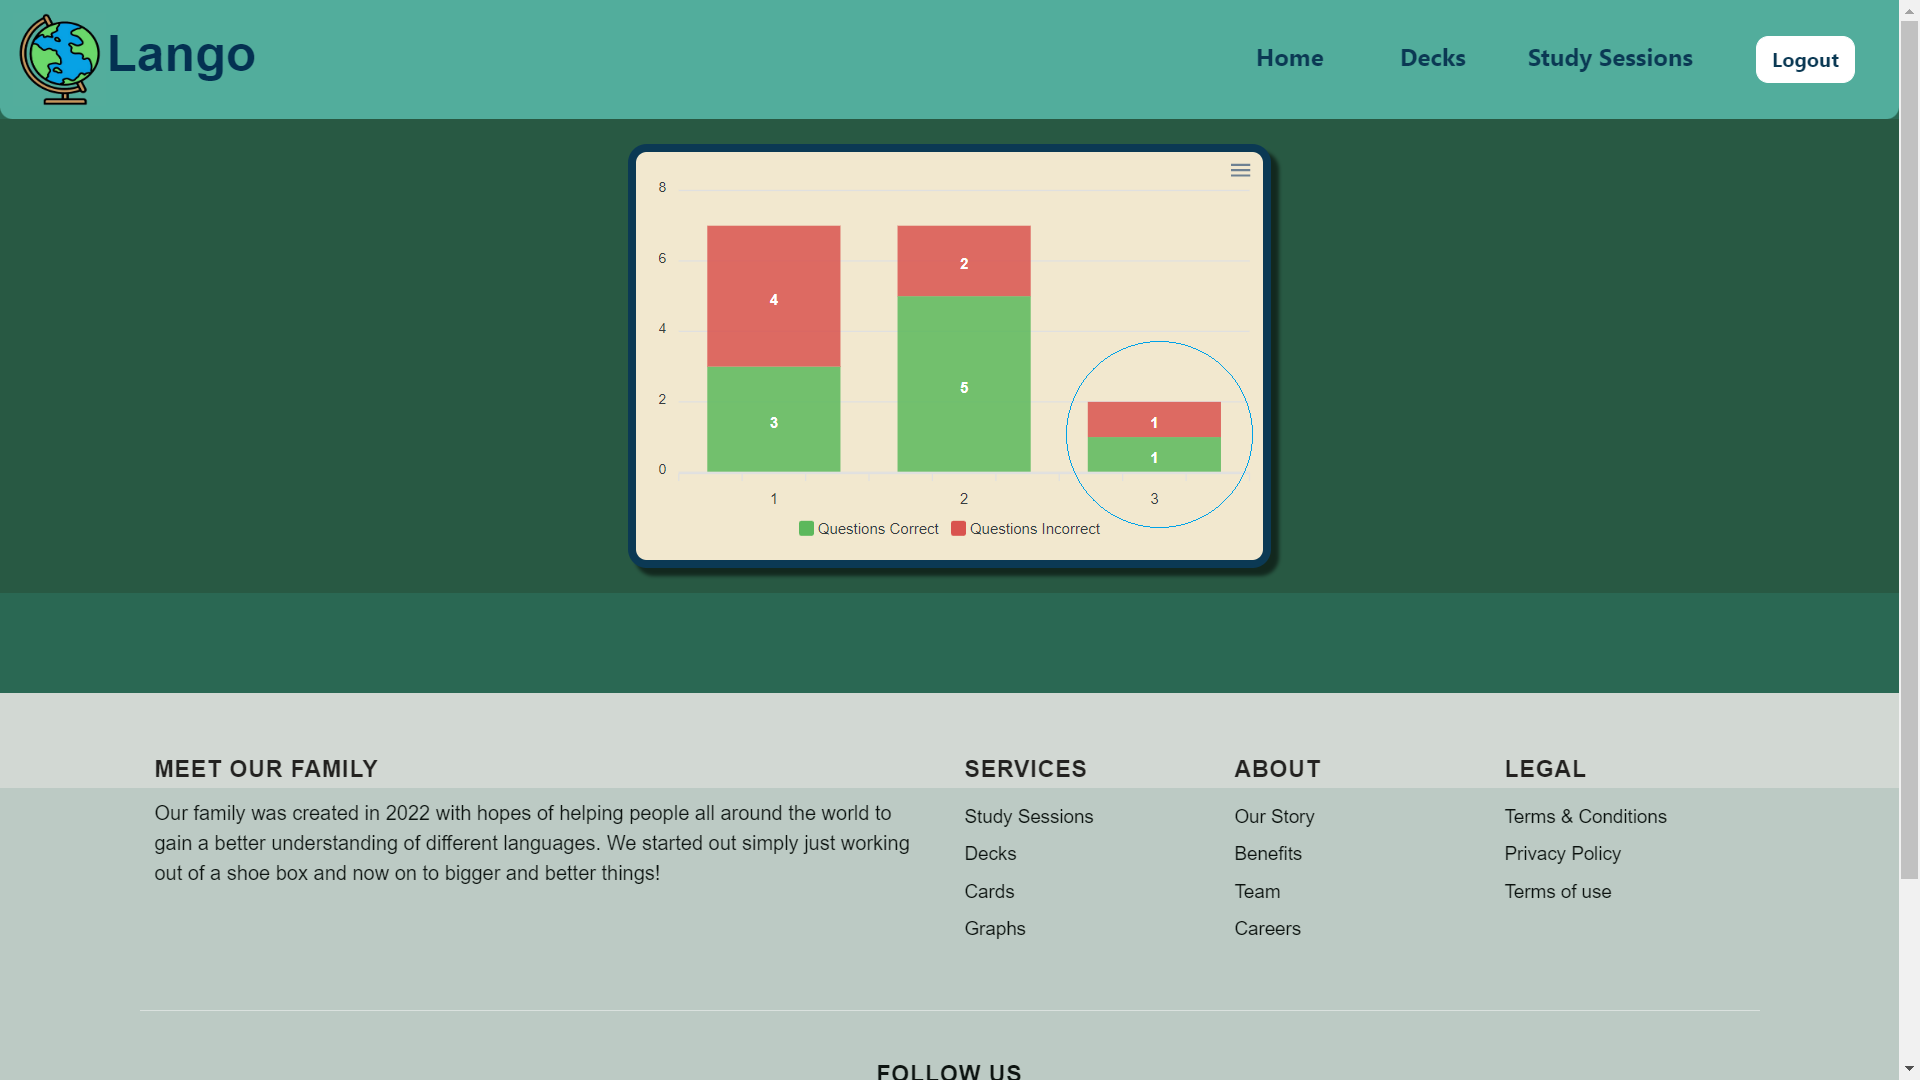 Lango
Home Decks Study Sessions Logout
8
6
4
2
0
4
3
2
5
1
1
1 2 3
Questions Correct Questions Incorrect
MEET OUR FAMILY
Our family was created in 2022 with hopes of helping people all around the world to
gain a better understanding of different languages. We started out simply just working
out of a shoe box and now on to bigger and better things!
SERVICES
Study Sessions
Decks
Cards
Graphs
ABOUT
Our Story
Benefits
Team
Careers
LEGAL
Terms & Conditions
Privacy Policy
Terms of use
FOLLOW US